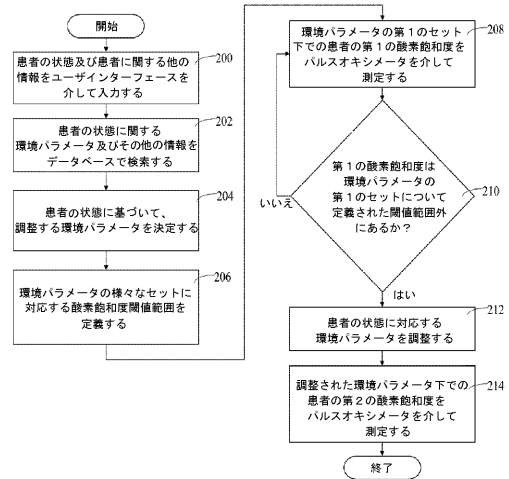 開始
200
患者の状態及び患者に関する他の
情報をユーザインターフェースを
介して入力する
202
患者の状態に関する
環境パラメータ及びその他の情報を
データベースで検索する
204
患者の状態に基づいて、
調整する環境パラメータを決定する
206
環境パラメータの様々なセットに
対応する酸素飽和度閾値範囲を
定義する
208
環境パラメータの第1のセット
下での患者の第1の酸素飽和度を
パルスオキシメータを介して
測定する
第1の酸素飽和度は
環境パラメータの
第1のセットについて
定義された閾値範囲外
にあるか？
210
いいえ
はい
212
患者の状態に対応する
環境パラメータを調整する
調整された環境パラメータ下での
患者の第2の酸素飽和度を
パルスオキシメータを介して
測定する
214
終了